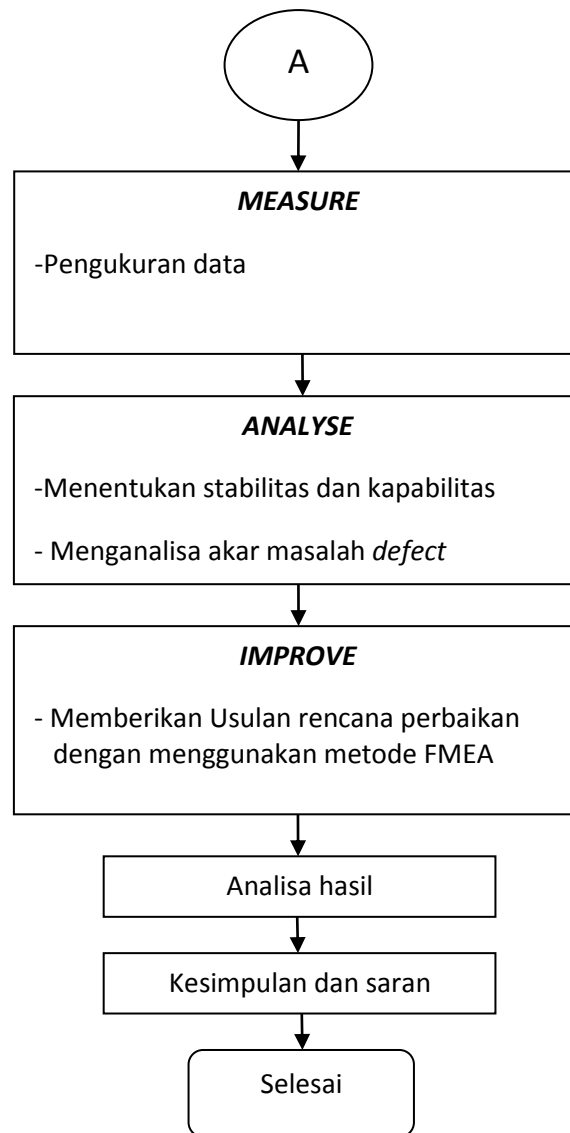 A
MEASURE
-Pengukuran data
ANALYSE
-Menentukan stabilitas dan kapabilitas
- Menganalisa akar masalah defect
IMPROVE
- Memberikan Usulan rencana perbaikan
dengan menggunakan metode FMEA
Analisa hasil
Kesimpulan dan saran
Selesai